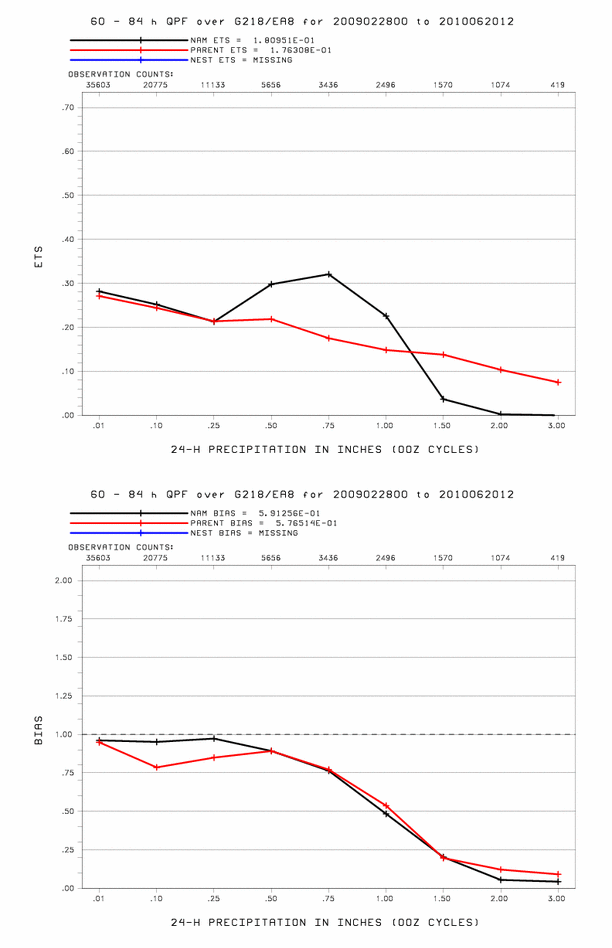 60 - 84 h QPF over G218/EA8 for 2009022800 to 2010062012
NAM ETS = 1.80951E-01
PARENT ETS = 1.76308E-01
NEST ETS = MISSING
OBSERVATION COUNTS:
35603 20775 11133 5656 3436 2496 1570 1074 419
.70
.60
.50
.40
.30
.20
.10
.00
ETS
.01 .10 .25 .50 .75 1.00 1.50 2.00 3.00
24-H PRECIPITATION IN INCHES (00Z CYCLES)
60 - 84 h QPF over G218/EA8 for 2009022800 to 2010062012
NAM BIAS = 5.91256E-01
PARENT BIAS = 5.76514E-01
NEST BIAS = MISSING
OBSERVATION COUNTS:
35603 20775 11133 5656 3436 2496 1570 1074 419
2.00
1.75
1.50
1.25
1.00
.75
.50
.25
.00
BIAS
.01 .10 .25 .50 .75 1.00 1.50 2.00 3.00
24-H PRECIPITATION IN INCHES (00Z CYCLES)